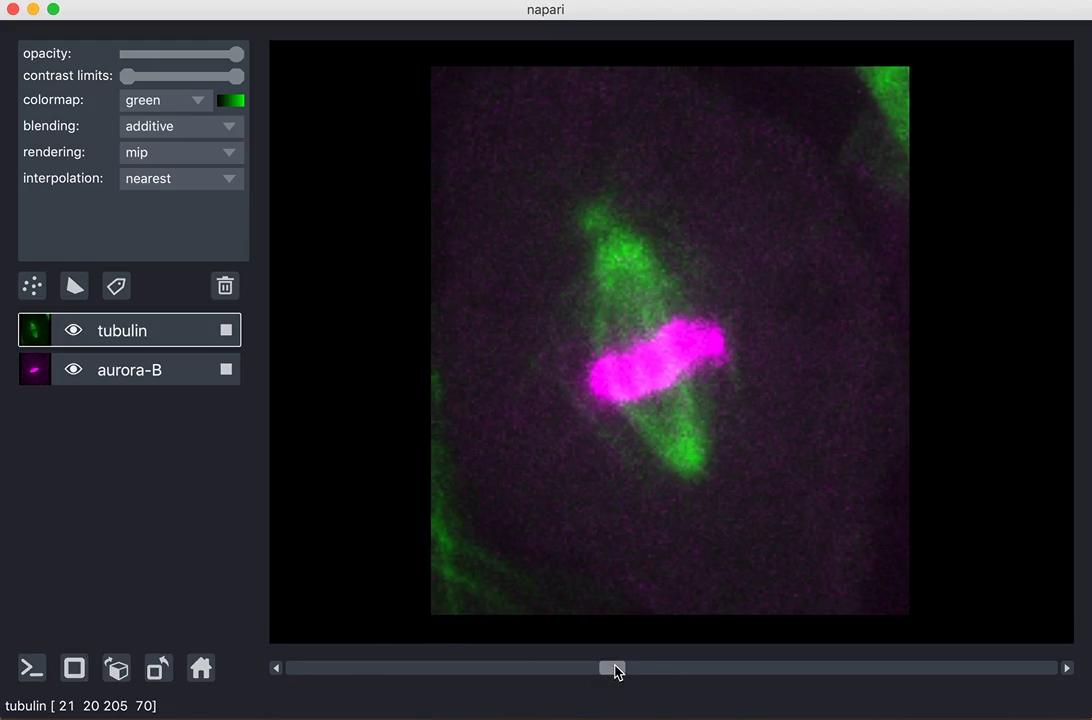 napari
opacity:
contrast limits:
colormap: green
blending: additive
rendering: mip
interpolation: nearest
tubulin
aurora-B
tubulin [ 21 20 205 70]